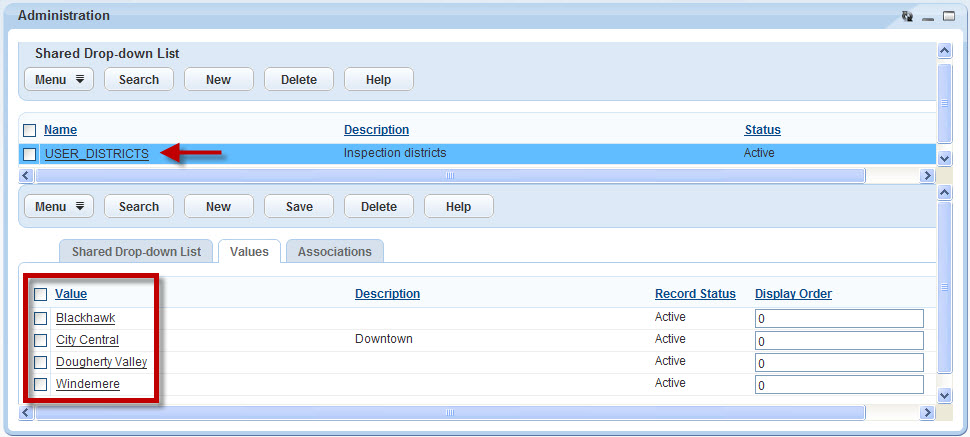 Administration
Shared Drop-down List
Menu Search New Delete Help
Name Description Status
USER_DISTRICTS Inspection districts Active
Menu Search New Save Delete Help
Shared Drop-down List Values Associations
Value Description Record Status Display Order
Blackhawk Active 0
City Central Downtown Active 0
Dougherty Valley Active 0
Windemere Active 0